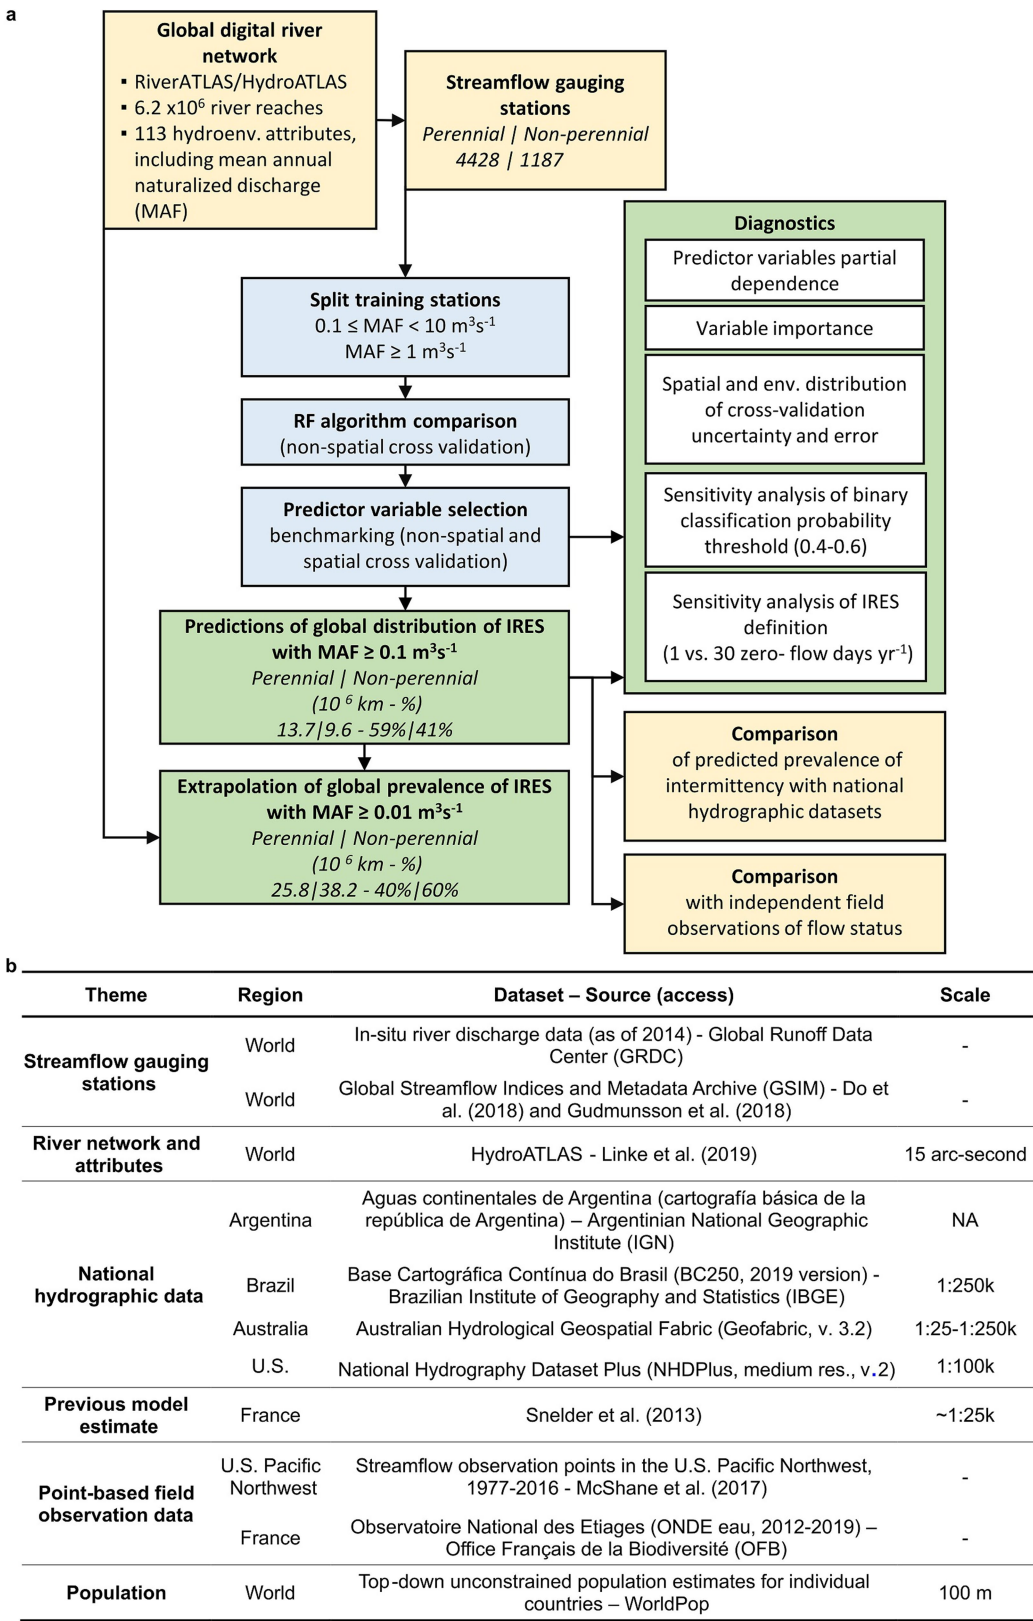 a
Global digital river
network
▪ RiverATLAS/HydroATLAS
▪ 6.2 x10⁶ river reaches
▪ 113 hydroenv. attributes,
including mean annual
naturalized discharge
(MAF)
Streamflow gauging
stations
Perennial | Non-perennial
4428 | 1187
Split training stations
0.1 ≤ MAF < 10 m³s⁻¹
MAF ≥ 1 m³s⁻¹
RF algorithm comparison
(non-spatial cross validation)
Predictor variable selection
benchmarking (non-spatial and
spatial cross validation)
Predictions of global distribution of IRES
with MAF ≥ 0.1 m³s⁻¹
Perennial | Non-perennial
(10 ⁶ km - %)
13.7|9.6 - 59%|41%
Extrapolation of global prevalence of IRES
with MAF ≥ 0.01 m³s⁻¹
Perennial | Non-perennial
(10 ⁶ km - %)
25.8|38.2 - 40%|60%
Diagnostics
Predictor variables partial
dependence
Variable importance
Spatial and env. distribution
of cross-validation
uncertainty and error
Sensitivity analysis of binary
classification probability
threshold (0.4-0.6)
Sensitivity analysis of IRES
definition
(1 vs. 30 zero- flow days yr⁻¹)
Comparison
of predicted prevalence of
intermittency with national
hydrographic datasets
Comparison
with independent field
observations of flow status
b
Theme Region Dataset – Source (access) Scale
Streamflow gauging
stations
World In-situ river discharge data (as of 2014) - Global Runoff Data
Center (GRDC) -
World Global Streamflow Indices and Metadata Archive (GSIM) - Do et
al. (2018) and Gudmunsson et al. (2018) -
River network and
attributes
World HydroATLAS - Linke et al. (2019) 15 arc-second
National
hydrographic data
Argentina Aguas continentales de Argentina (cartografía básica de la
república de Argentina) – Argentinian National Geographic
Institute (IGN) NA
Brazil Base Cartográfica Contínua do Brasil (BC250, 2019 version) -
Brazilian Institute of Geography and Statistics (IBGE) 1:250k
Australia Australian Hydrological Geospatial Fabric (Geofabric, v. 3.2) 1:25-1:250k
U.S. National Hydrography Dataset Plus (NHDPlus, medium res., v.2) 1:100k
Previous model
estimate
France Snelder et al. (2013) ~1:25k
Point-based field
observation data
U.S. Pacific
Northwest
Streamflow observation points in the U.S. Pacific Northwest,
1977-2016 - McShane et al. (2017) -
France Observatoire National des Etiages (ONDE eau, 2012-2019) –
Office Français de la Biodiversité (OFB) -
Population World Top-down unconstrained population estimates for individual
countries – WorldPop 100 m